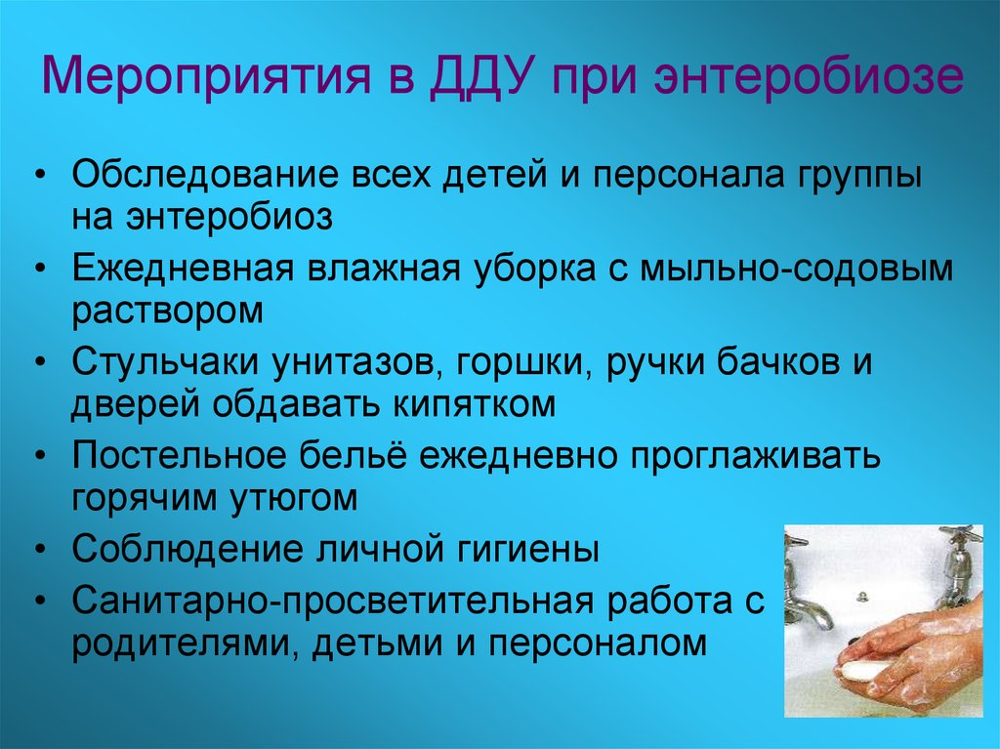 Мероприятия в ДДУ при энтеробиозе
• Обследование всех детей и персонала группы
на энтеробиоз
• Ежедневная влажная уборка с мыльно-содовым
раствором
• Стульчаки унитазов, горшки, ручки бачков и
дверей обдавать кипятком
• Постельное бельё ежедневно проглаживать
горячим утюгом
• Соблюдение личной гигиены
• Санитарно-просветительная работа с
родителями, детьми и персоналом